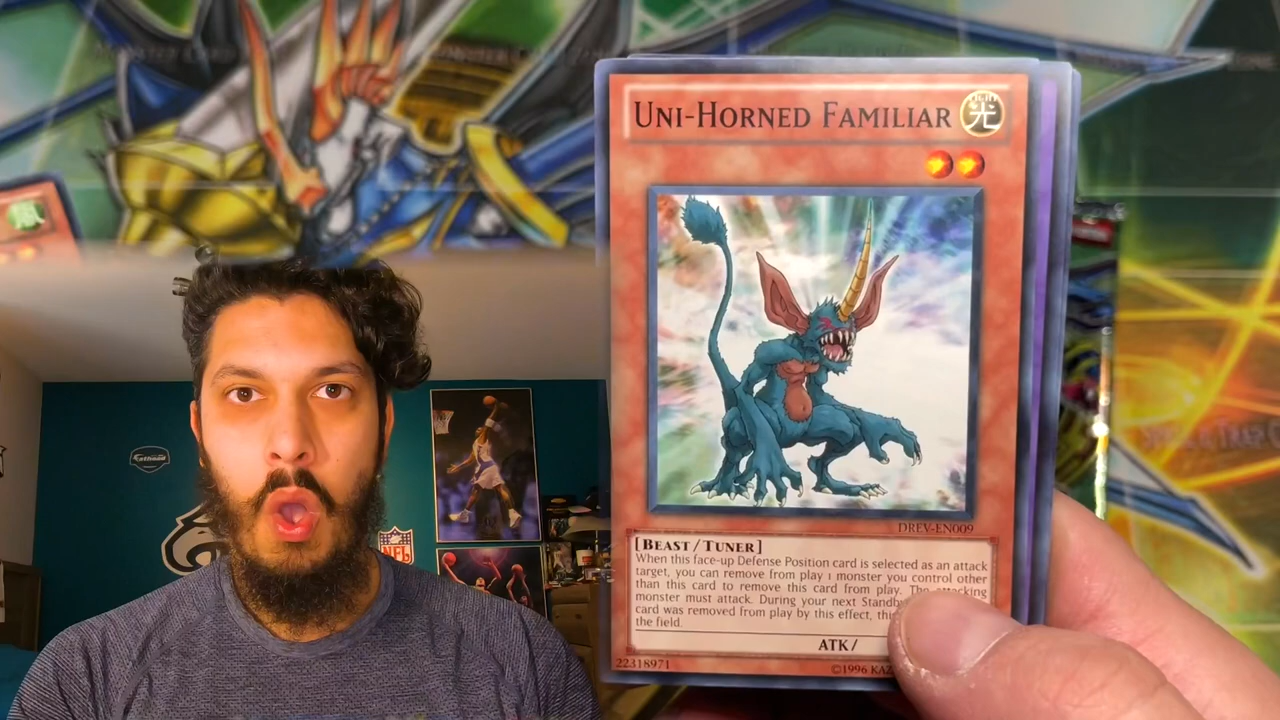 UNI-HORNED FAMILIAR
光
DREV-EN009
[BEAST/TUNER]
When this face-up Defense Position card is selected as an attack
target, you can remove from play 1 monster you control other
than this card to remove this card from play. The attacking
monster must attack. During your next Standby
card was removed from play by this effect, this
the field.
ATK/
22318971
©1996
Fathead
NFL